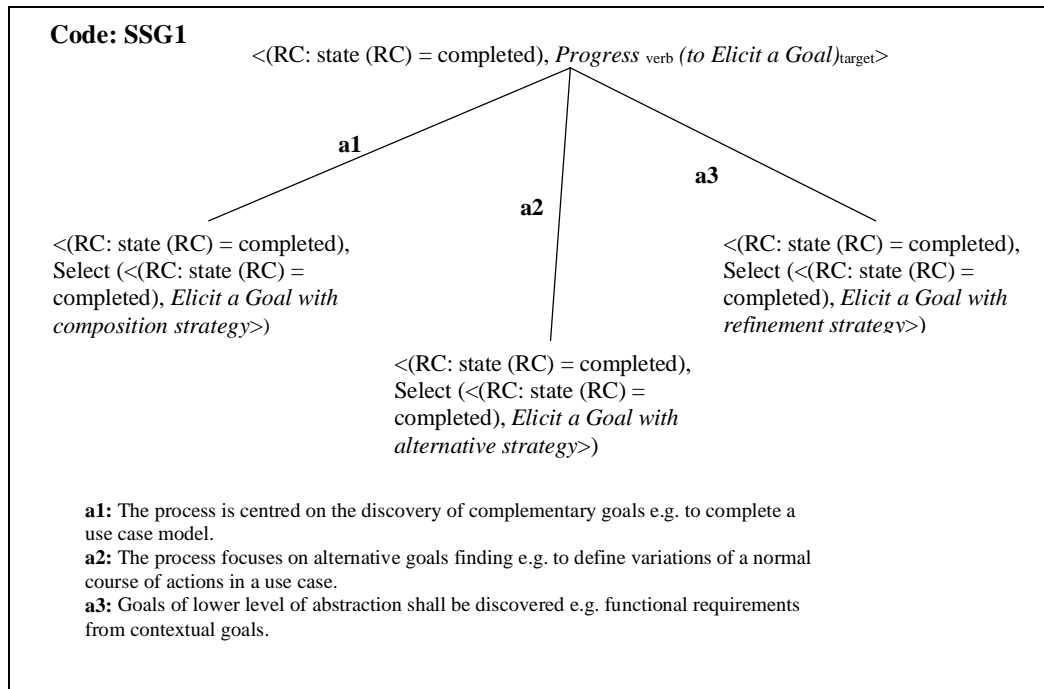 Code: SSG1
<(RC: state (RC) = completed), Progress verb (to Elicit a Goal)target>
a1
a2
a3
<(RC: state (RC) = completed),
Select (<(RC: state (RC) =
completed), Elicit a Goal with
composition strategy>)
<(RC: state (RC) = completed),
Select (<(RC: state (RC) =
completed), Elicit a Goal with
alternative strategy>)
<(RC: state (RC) = completed),
Select (<(RC: state (RC) =
completed), Elicit a Goal with
refinement strategy>)
a1: The process is centred on the discovery of complementary goals e.g. to complete a
use case model.
a2: The process focuses on alternative goals finding e.g. to define variations of a normal
course of actions in a use case.
a3: Goals of lower level of abstraction shall be discovered e.g. functional requirements
from contextual goals.